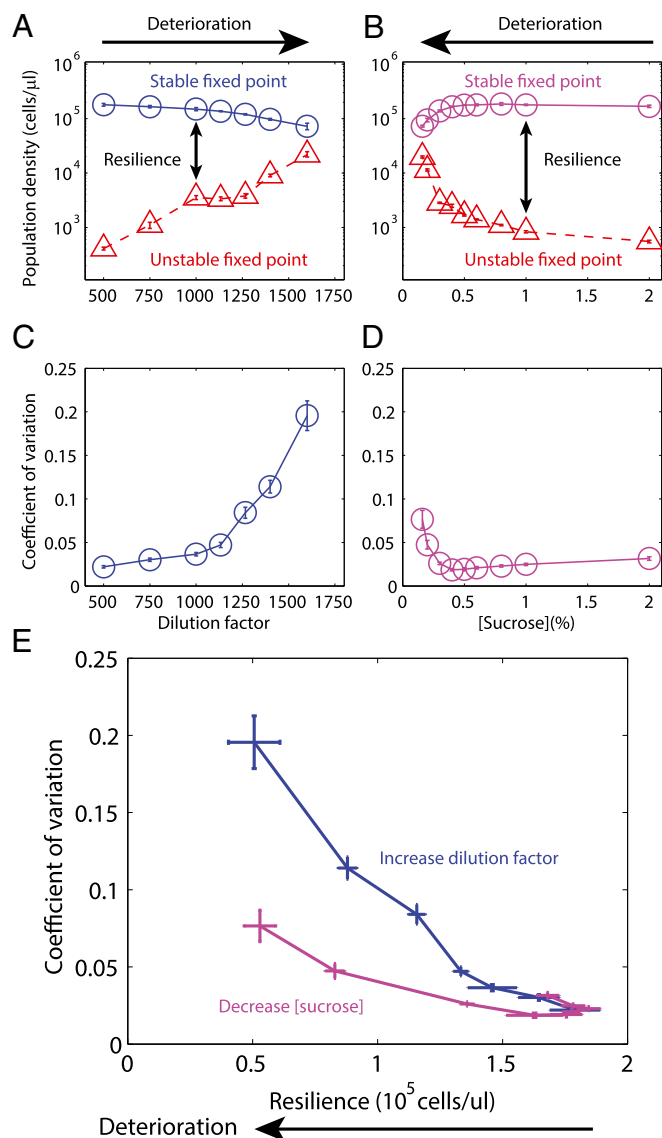 A
Deterioration
B
Deterioration
Population density (cells/µl)
10^6
10^5
10^4
10^3
Stable fixed point
Resilience
Unstable fixed point
500 750 1000 1250 1500 1750
10^6
10^5
10^4
10^3
Stable fixed point
Resilience
Unstable fixed point
0 0.5 1 1.5 2
C
Coefficient of variation
0.25
0.2
0.15
0.1
0.05
0
500 750 1000 1250 1500 1750
Dilution factor
D
0.25
0.2
0.15
0.1
0.05
0
0 0.5 1 1.5 2
[Sucrose](%)
E
Coefficient of variation
0.25
0.2
0.15
0.1
0.05
0
Increase dilution factor
Decrease [sucrose]
0 0.5 1 1.5 2
Resilience (10^5 cells/ul)
Deterioration